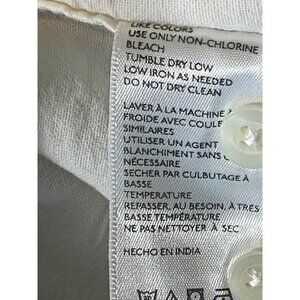 LIKE COLORS
USE ONLY NON-CHLORINE
BLEACH
TUMBLE DRY LOW
LOW IRON AS NEEDED
DO NOT DRY CLEAN
LAVER À LA MACHINE
FROIDE AVEC COULE
SIMILAIRES
UTILISER UN AGENT
BLANCHIMENT SANS
NÉCESSAIRE
SECHER PAR CULBUTAGE À
BASSE
TEMPERATURE
REPASSER, AU BESOIN, À TRÈS
BASSE TEMPÉRATURE
NE PAS NETTOYER À SEC
HECHO EN INDIA